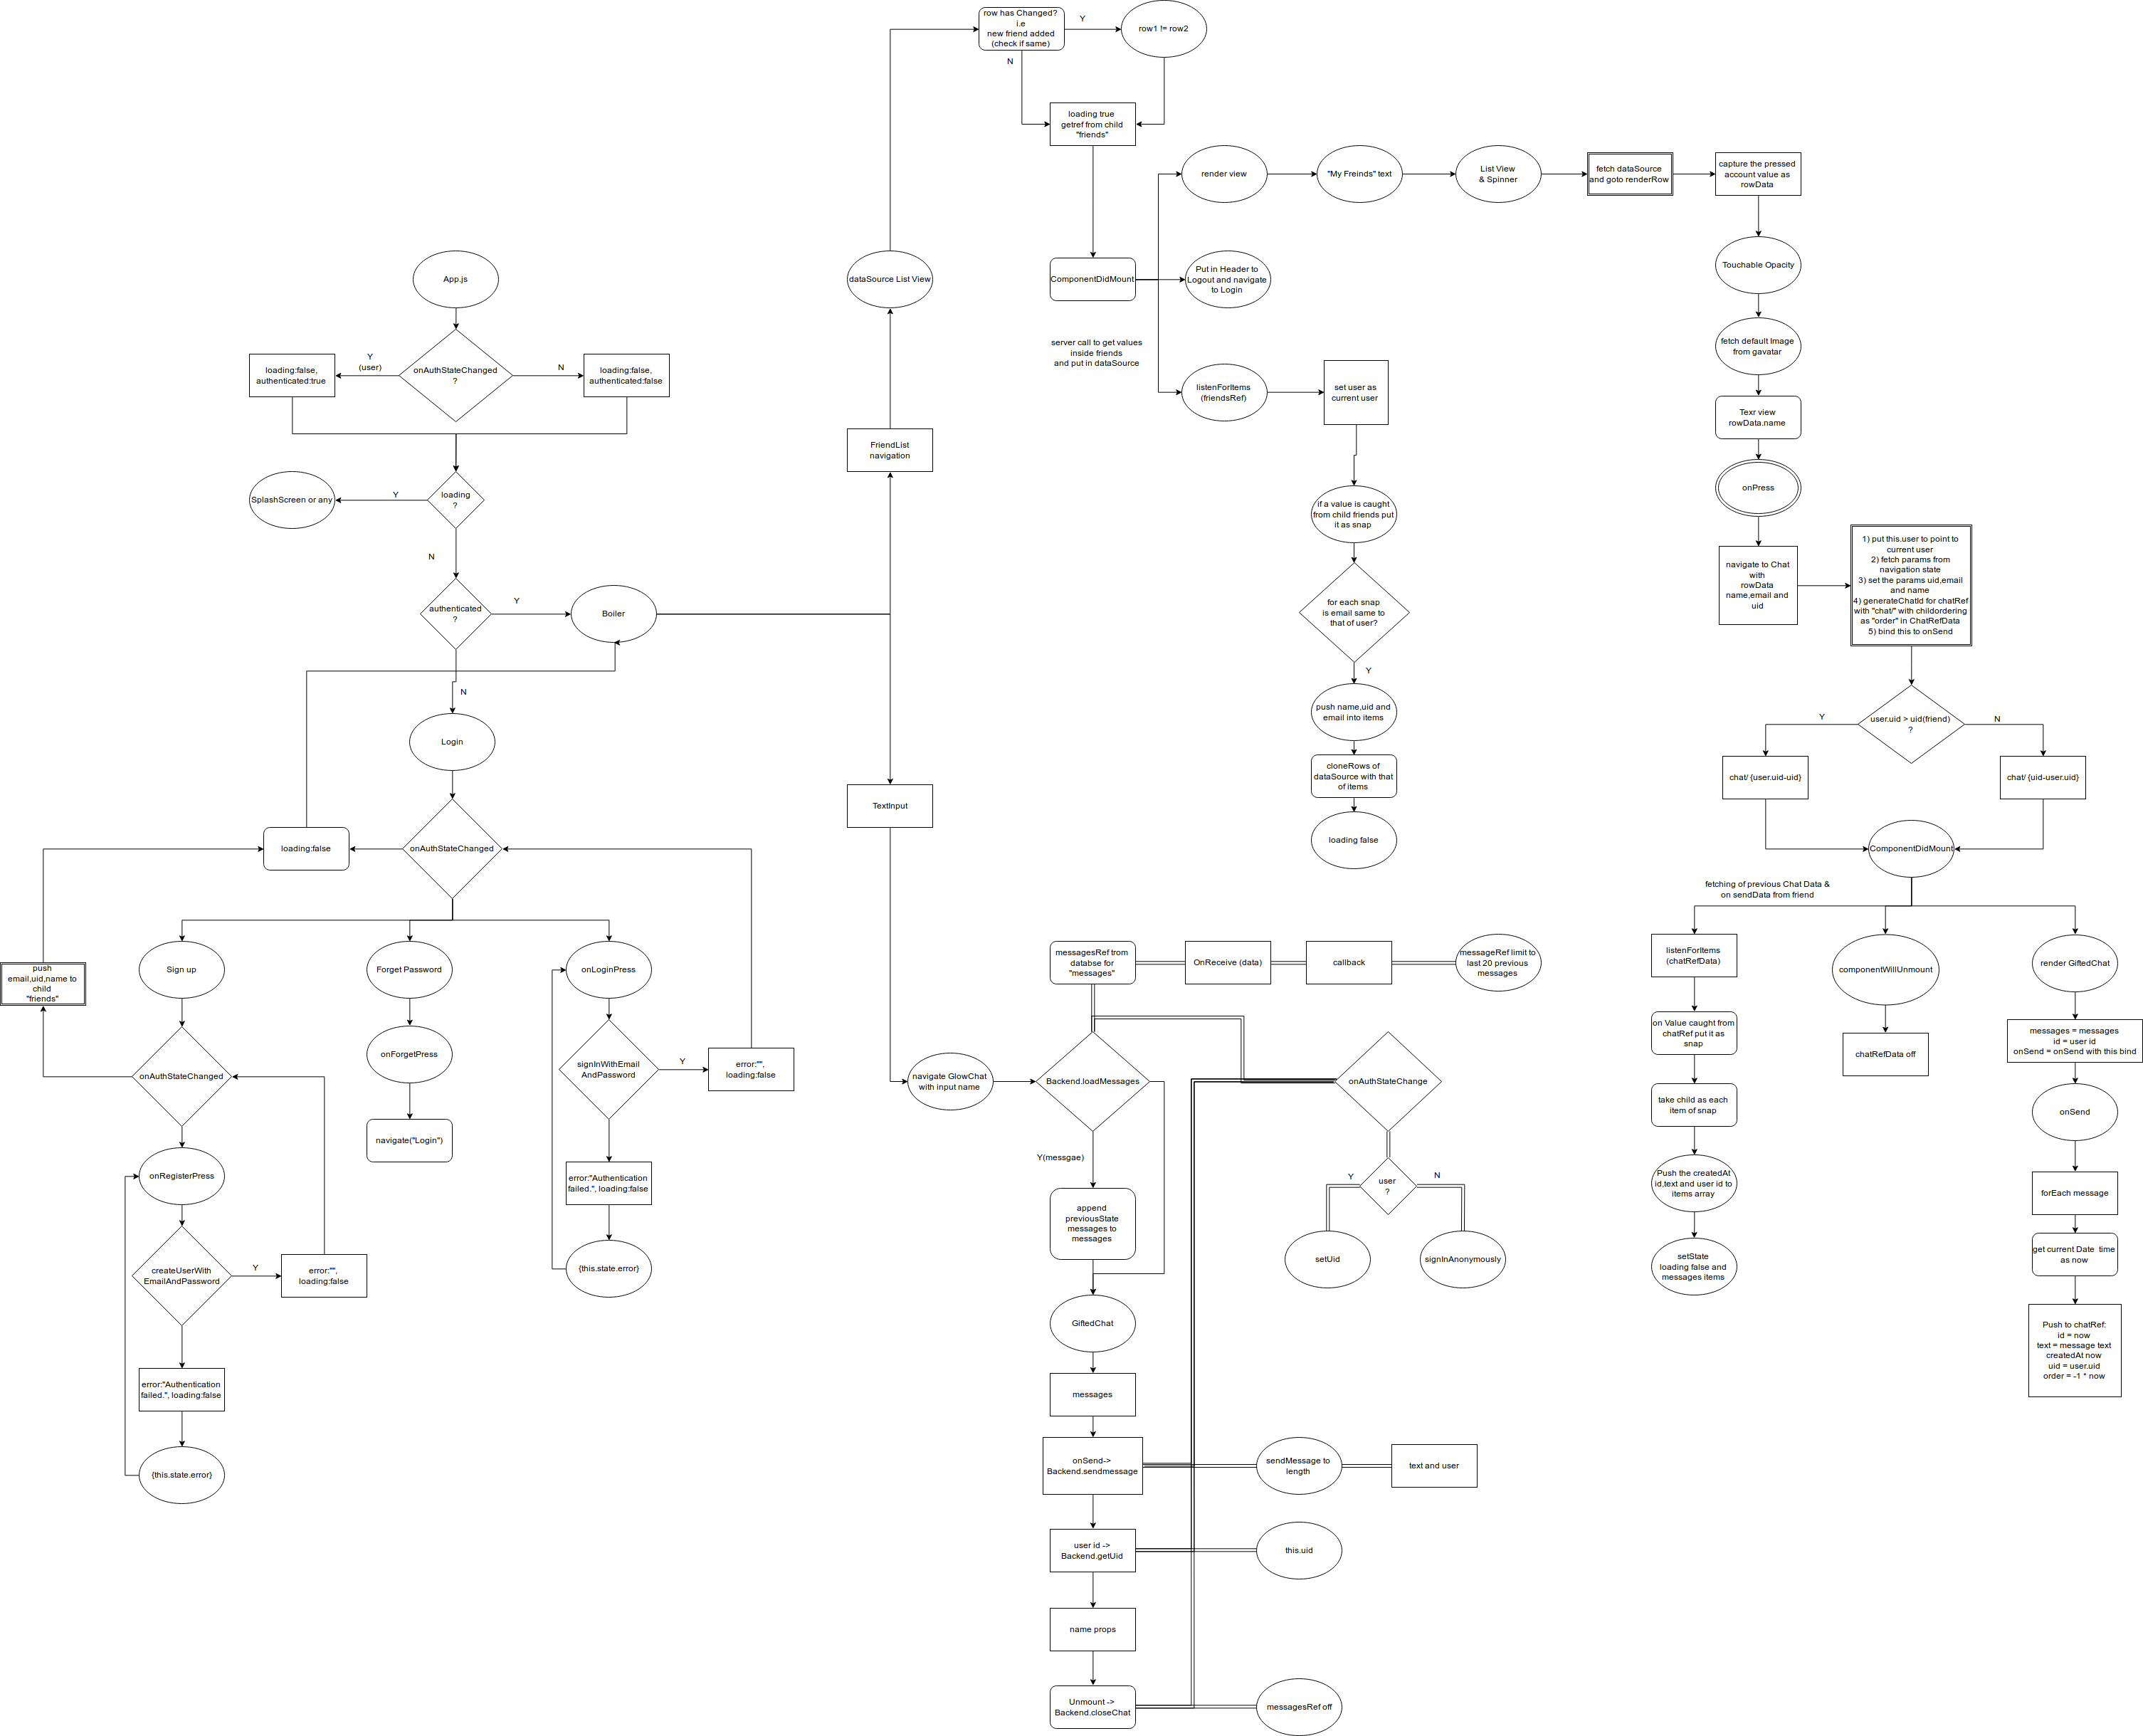 row has Changed?
i.e
new friend added
(check if same)
Y
row1 != row2
N
loading true
getref from child
"friends"
render view
"My Freinds" text
List View
& Spinner
fetch dataSource
and goto renderRow
capture the pressed
account value as
rowData
App.js
dataSource List View
ComponentDidMount
Put in Header to
Logout and navigate
to Login
Touchable Opacity
server call to get values
inside friends
and put in dataSource
fetch default Image
from gavatar
Y
(user)
onAuthStateChanged
?
N
loading:false,
authenticated:true
loading:false,
authenticated:false
listenForItems
(friendsRef)
set user as
current user
Texr view
rowData.name
FriendList
navigation
SplashScreen or any
Y
loading
?
N
if a value is caught
from child friends put
it as snap
onPress
navigate to Chat
with
rowData
name,email and
uid
1) put this.user to point to
current user
2) fetch params from
navigation state
3) set the params uid,email
and name
4) generateChatId for chatRef
with "chat/" with childordering
as "order" in ChatRefData
5) bind this to onSend
authenticated
?
Y
Boiler
N
for each snap
is email same to
that of user?
Y
push name,uid and
email into items
Login
Y
user.uid > uid(friend)
?
N
cloneRows of
dataSource with that
of items
chat/ {user.uid-uid}
chat/ {uid-user.uid}
TextInput
loading:false
onAuthStateChanged
loading false
ComponentDidMount
fetching of previous Chat Data &
on sendData from friend
push
email,uid,name to
child
"friends"
Sign up
Forget Password
onLoginPress
messagesRef from
databse for
"messages"
OnReceive (data)
callback
messageRef limit to
last 20 previous
messages
listenForItems
(chatRefData)
componentWillUnmount
render GiftedChat
onForgetPress
signInWithEmail
AndPassword
Y
error:"",
loading:false
onAuthStateChanged
navigate GlowChat
with input name
Backend.loadMessages
onAuthStateChange
on Value caught from
chatRef put it as
snap
chatRefData off
messages = messages
id = user id
onSend = onSend with this bind
navigate("Login")
take child as each
item of snap
onSend
Y(messgae)
onRegisterPress
error:"Authentication
failed.", loading:false
append
previousState
messages to
messages
Y
user
?
N
Push the createdAt
id,text and user id to
items array
forEach message
createUserWith
EmailAndPassword
Y
error:"",
loading:false
{this.state.error}
setUid
signInAnonymously
setState
loading false and
messages items
get current Date  time
as now
GiftedChat
Push to chatRef:
id = now
text = message text
createdAt now
uid = user.uid
order = -1 * now
error:"Authentication
failed.", loading:false
messages
{this.state.error}
onSend->
Backend.sendmessage
sendMessage to
length
text and user
user id ->
Backend.getUid
this.uid
name props
Unmount ->
Backend.closeChat
messagesRef off